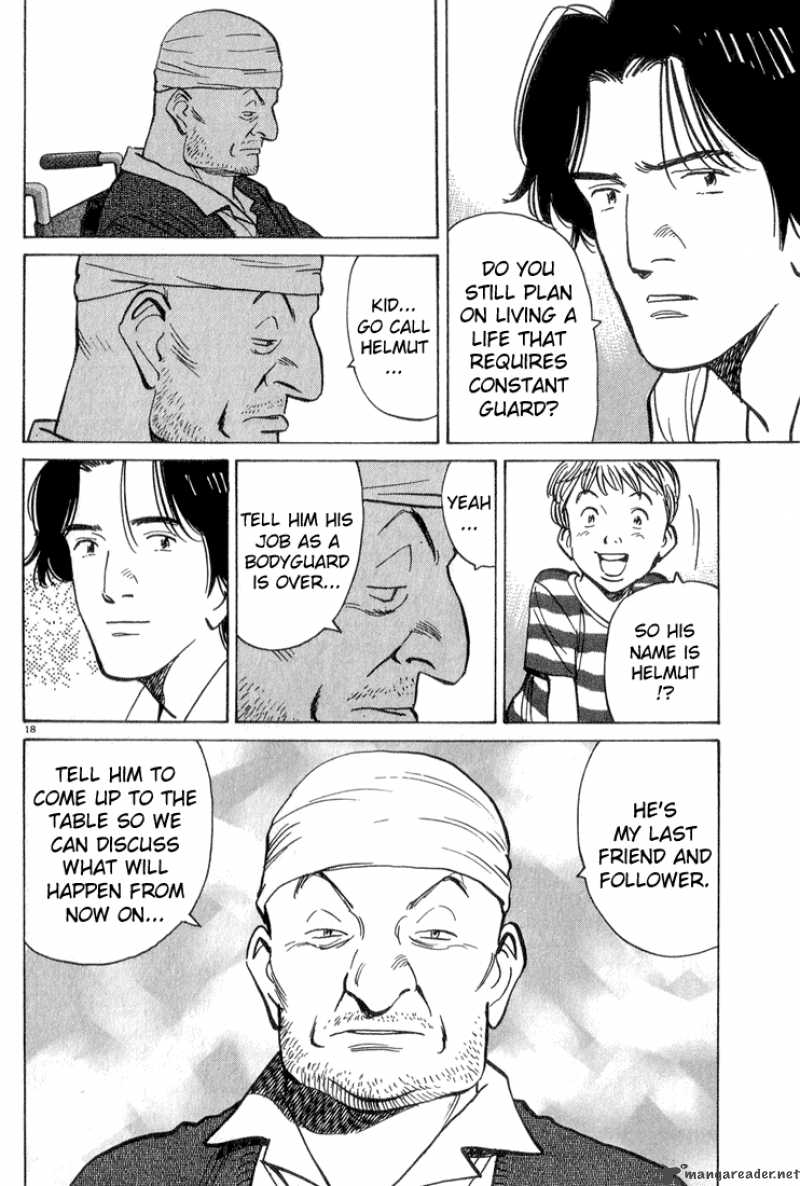 DO YOU
STILL PLAN
ON LIVING A
LIFE THAT
REQUIRES
CONSTANT
GUARD?
KID...
GO CALL
HELMUT
...
SO HIS
NAME IS
HELMUT
!?
YEAH
...
TELL HIM HIS
JOB AS A
BODYGUARD
IS OVER...
18
HE'S
MY LAST
FRIEND AND
FOLLOWER.
TELL HIM TO
COME UP TO THE
TABLE SO WE
CAN DISCUSS
WHAT WILL
HAPPEN FROM
NOW ON...
mangareader.net